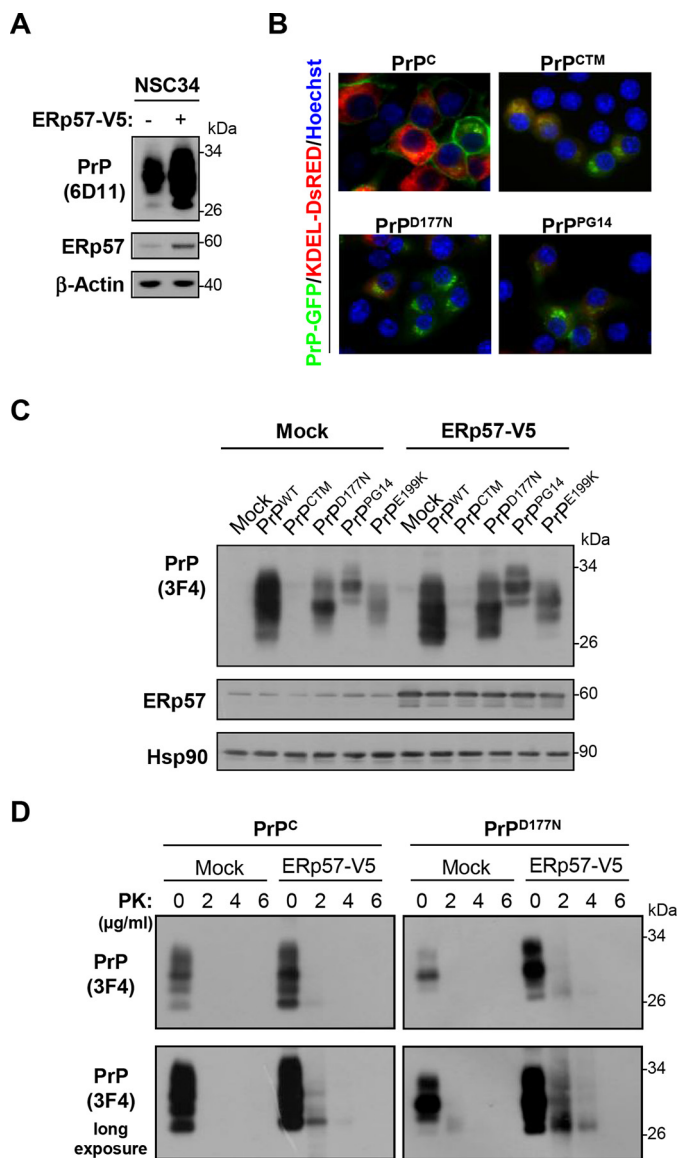 A
NSC34
ERp57-V5: - +
kDa
PrP
(6D11)
34
26
ERp57
60
β-Actin
40
B
PrPC
PrPCTM
PrPD177N
PrPPG14
PrP-GFP/KDEL-DsRED/Hoechst
C
Mock
ERp57-V5
Mock PrPWT PrPCTM PrPD177N PrPPG14 PrPE199K Mock PrPWT PrPCTM PrPD177N PrPPG14 PrPE199K
kDa
PrP
(3F4)
34
26
ERp57
60
Hsp90
90
D
PrPC
PrPD177N
Mock ERp57-V5 Mock ERp57-V5
PK: 0 2 4 6 0 2 4 6 0 2 4 6 0 2 4 6
(μg/ml)
kDa
PrP
(3F4)
34
26
PrP
(3F4)
long
exposure
34
26